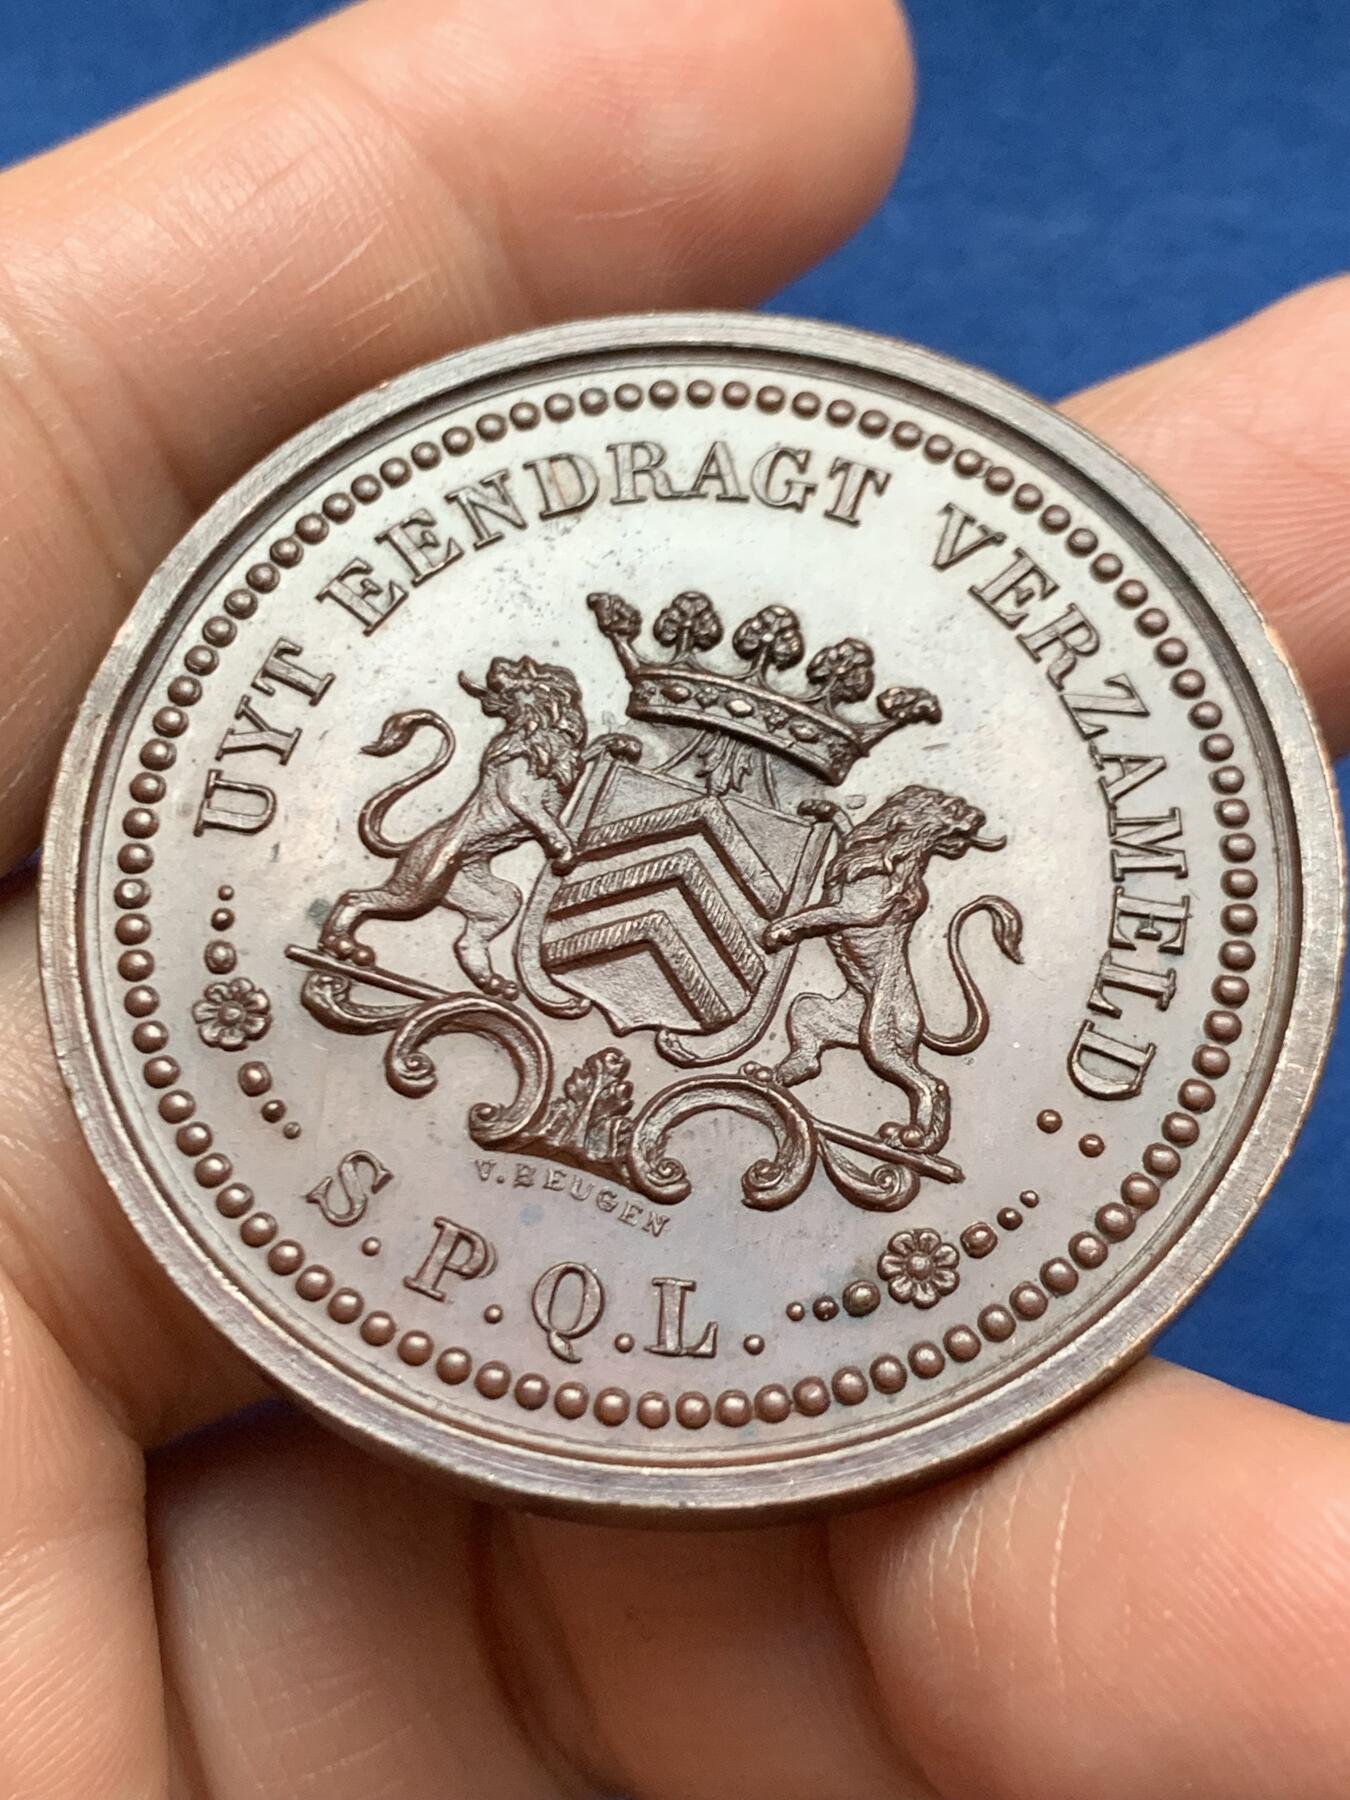 UYT EENDRAGT VERZAMELD
V. BEUGEN
S.P.Q.L.